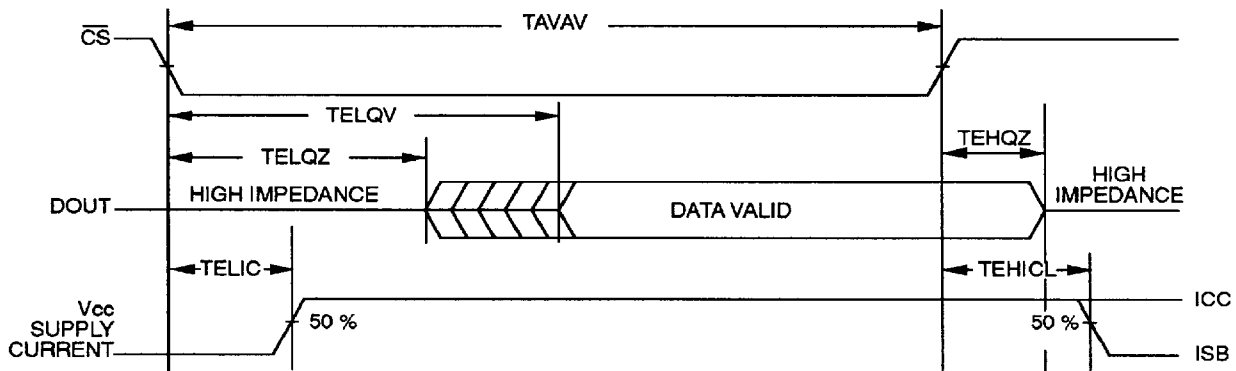 TAVAV
C̅S̅
TELQV
TELQZ
TEHQZ
HIGH IMPEDANCE
HIGH
IMPEDANCE
DOUT
DATA VALID
TELIC
TEHICL
Vcc
SUPPLY
CURRENT
50 %
50 %
ICC
ISB